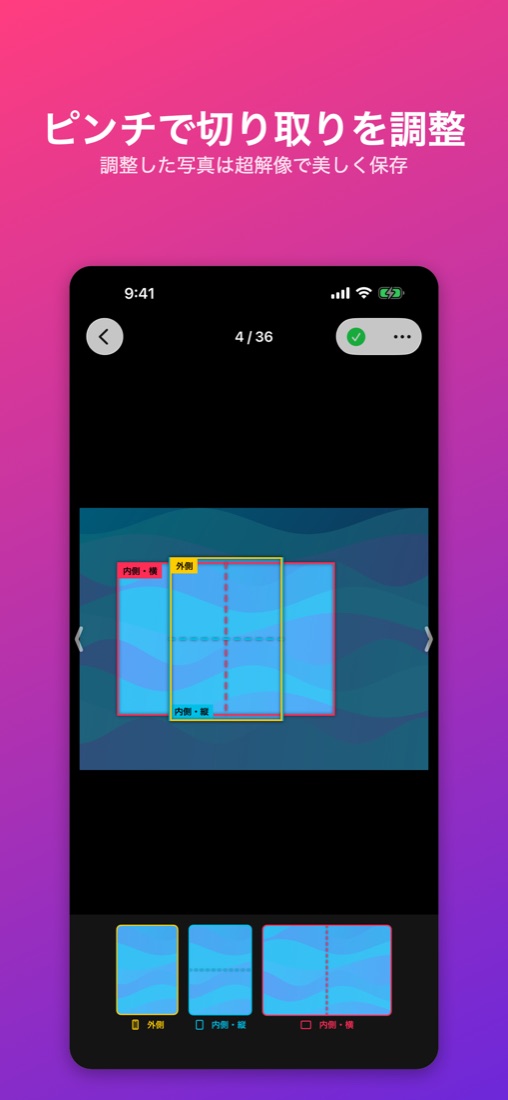 ピンチで切り取りを調整
調整した写真は超解像で美しく保存
9:41
4 / 36
内側・横
外側
内側・縦
外側
内側・縦
内側・横